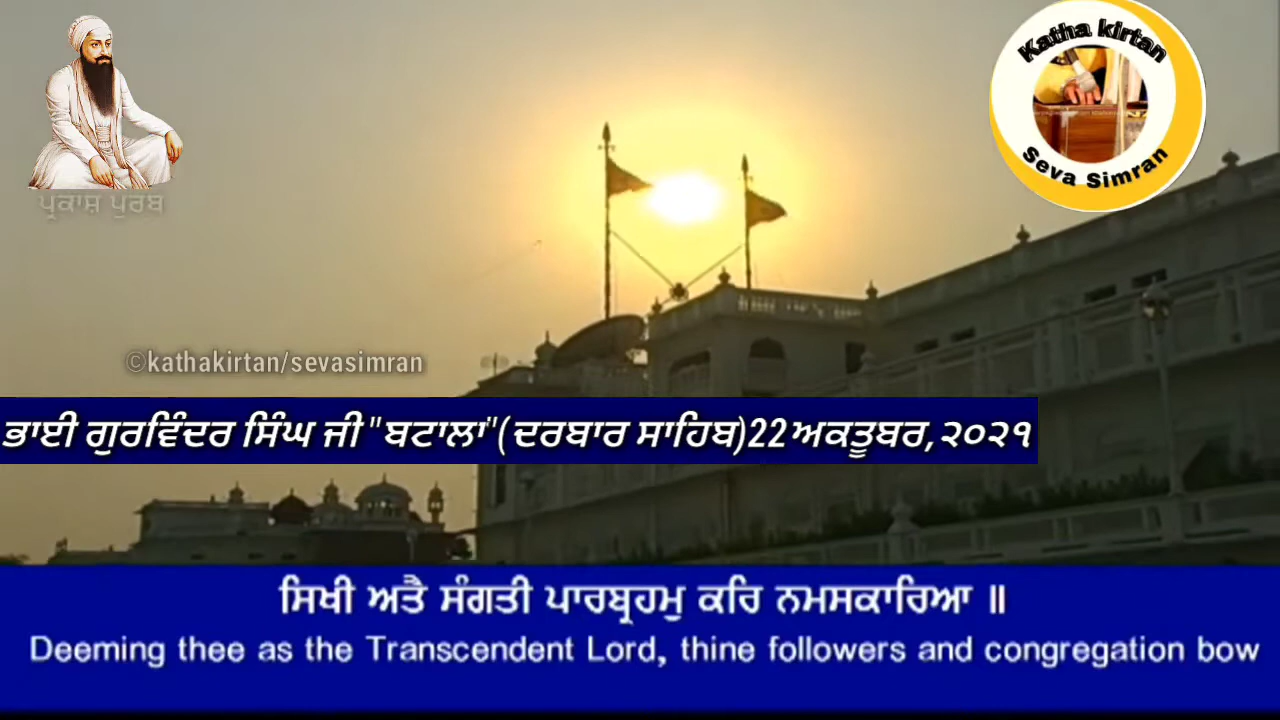 Katha kirtan
Seva Simran
ਪ੍ਰਕਾਸ਼ ਪੁਰਬ
©kathakirtan/sevasimran
ਭਾਈ ਗੁਰਵਿੰਦਰ ਸਿੰਘ ਜੀ "ਬਟਾਲਾ"(ਦਰਬਾਰ ਸਾਹਿਬ)22 ਅਕਤੂਬਰ,੨੦੨੧
ਸਿਖੀ ਅਤੈ ਸੰਗਤੀ ਪਾਰਬ੍ਰਹਮੁ ਕਰਿ ਨਮਸਕਾਰਿਆ ॥
Deeming thee as the Transcendent Lord, thine followers and congregation bow